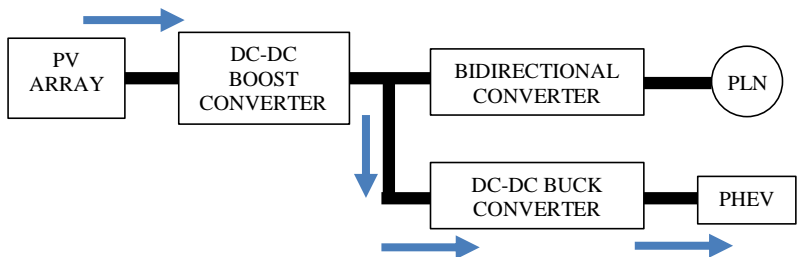 PV
ARRAY
DC-DC
BOOST
CONVERTER
BIDIRECTIONAL
CONVERTER
PLN
DC-DC BUCK
CONVERTER
PHEV